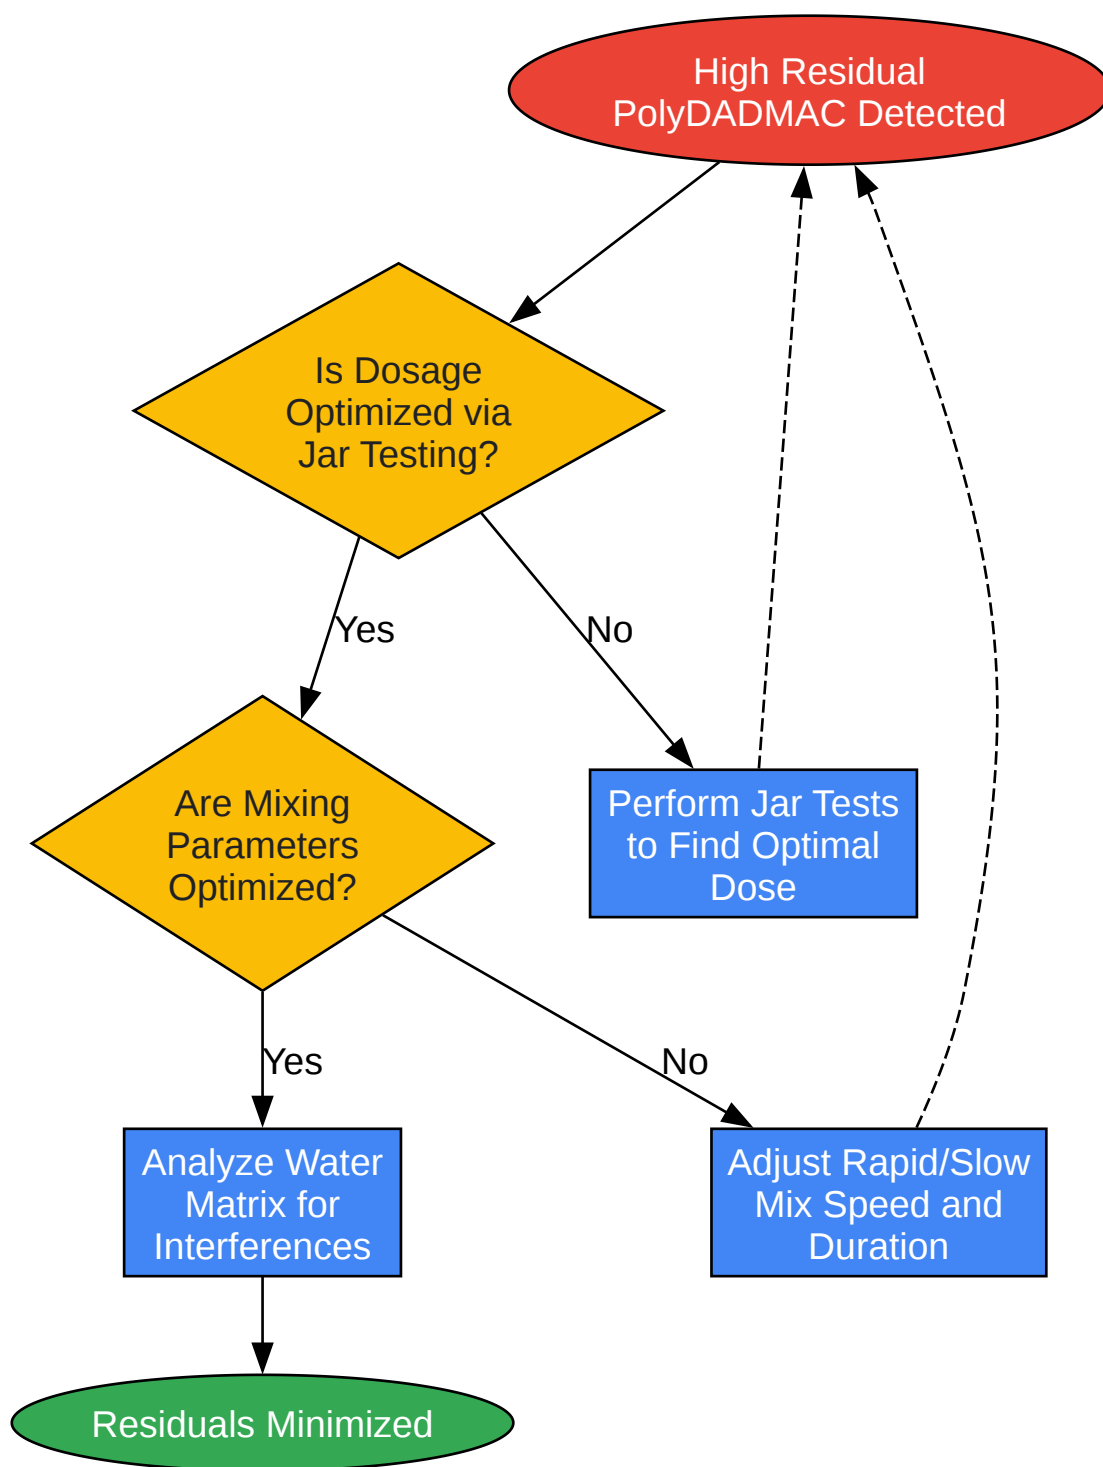 High Residual
PolyDADMAC Detected
Is Dosage
Optimized via
Jar Testing?
Yes
No
Are Mixing
Parameters
Optimized?
Perform Jar Tests
to Find Optimal
Dose
Yes
No
Analyze Water
Matrix for
Interferences
Adjust Rapid/Slow
Mix Speed and
Duration
Residuals Minimized